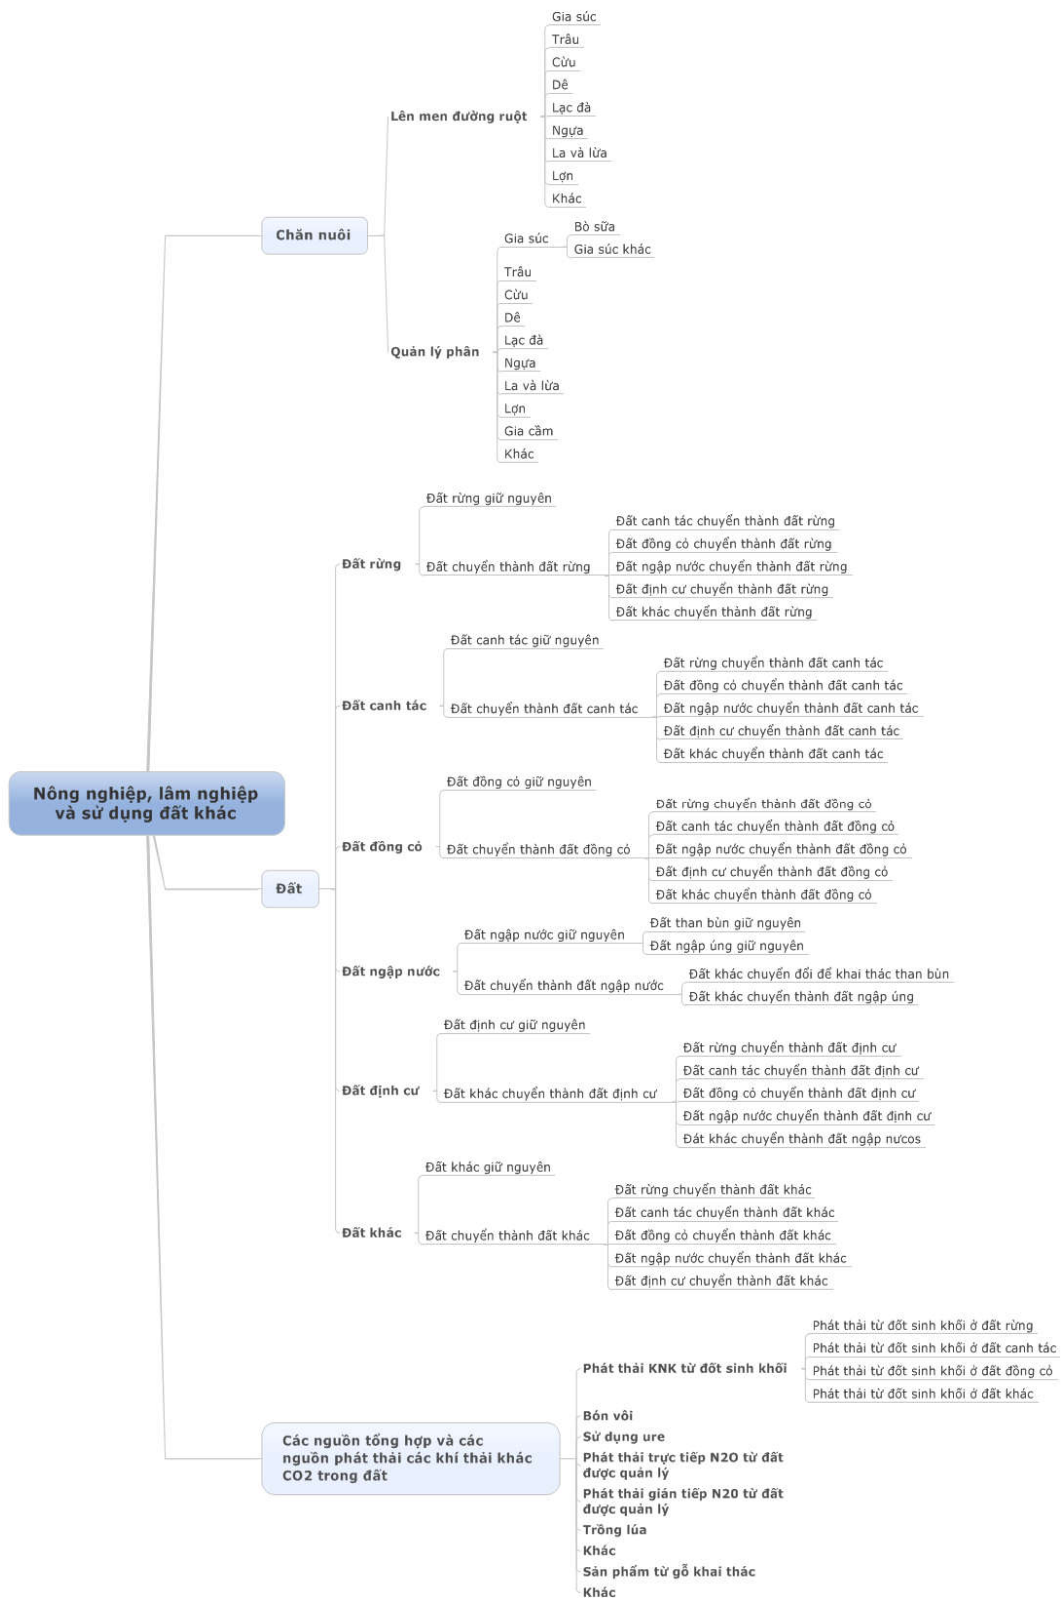 Nông nghiệp, lâm nghiệp
và sử dụng đất khác
Chăn nuôi
Lên men đường ruột
Gia súc
Trâu
Cừu
Dê
Lạc đà
Ngựa
La và lừa
Lợn
Khác
Quản lý phân
Gia súc
Bò sữa
Gia súc khác
Trâu
Cừu
Dê
Lạc đà
Ngựa
La và lừa
Lợn
Gia cầm
Khác
Đất
Đất rừng
Đất rừng giữ nguyên
Đất chuyển thành đất rừng
Đất canh tác chuyển thành đất rừng
Đất đồng cỏ chuyển thành đất rừng
Đất ngập nước chuyển thành đất rừng
Đất định cư chuyển thành đất rừng
Đất khác chuyển thành đất rừng
Đất canh tác
Đất canh tác giữ nguyên
Đất chuyển thành đất canh tác
Đất rừng chuyển thành đất canh tác
Đất đồng cỏ chuyển thành đất canh tác
Đất ngập nước chuyển thành đất canh tác
Đất định cư chuyển thành đất canh tác
Đất khác chuyển thành đất canh tác
Đất đồng cỏ
Đất đồng cỏ giữ nguyên
Đất chuyển thành đất đồng cỏ
Đất rừng chuyển thành đất đồng cỏ
Đất canh tác chuyển thành đất đồng cỏ
Đất ngập nước chuyển thành đất đồng cỏ
Đất định cư chuyển thành đất đồng cỏ
Đất khác chuyển thành đất đồng cỏ
Đất ngập nước
Đất ngập nước giữ nguyên
Đất than bùn giữ nguyên
Đất ngập úng giữ nguyên
Đất chuyển thành đất ngập nước
Đất khác chuyển đổi để khai thác than bùn
Đất khác chuyển thành đất ngập úng
Đất định cư
Đất định cư giữ nguyên
Đất khác chuyển thành đất định cư
Đất rừng chuyển thành đất định cư
Đất canh tác chuyển thành đất định cư
Đất đồng cỏ chuyển thành đất định cư
Đất ngập nước chuyển thành đất định cư
Đát khác chuyển thành đất ngập nưcos
Đất khác
Đất khác giữ nguyên
Đất chuyển thành đất khác
Đất rừng chuyển thành đất khác
Đất canh tác chuyển thành đất khác
Đất đồng cỏ chuyển thành đất khác
Đất ngập nước chuyển thành đất khác
Đất định cư chuyển thành đất khác
Các nguồn tổng hợp và các
nguồn phát thải các khí thải khác
CO2 trong đất
Phát thải KNK từ đốt sinh khối
Phát thải từ đốt sinh khối ở đất rừng
Phát thải từ đốt sinh khối ở đất canh tác
Phát thải từ đốt sinh khối ở đất đồng cỏ
Phát thải từ đốt sinh khối ở đất khác
Bón vôi
Sử dụng ure
Phát thải trực tiếp N2O từ đất
được quản lý
Phát thải gián tiếp N20 từ đất
được quản lý
Trồng lúa
Khác
Sản phẩm từ gỗ khai thác
Khác